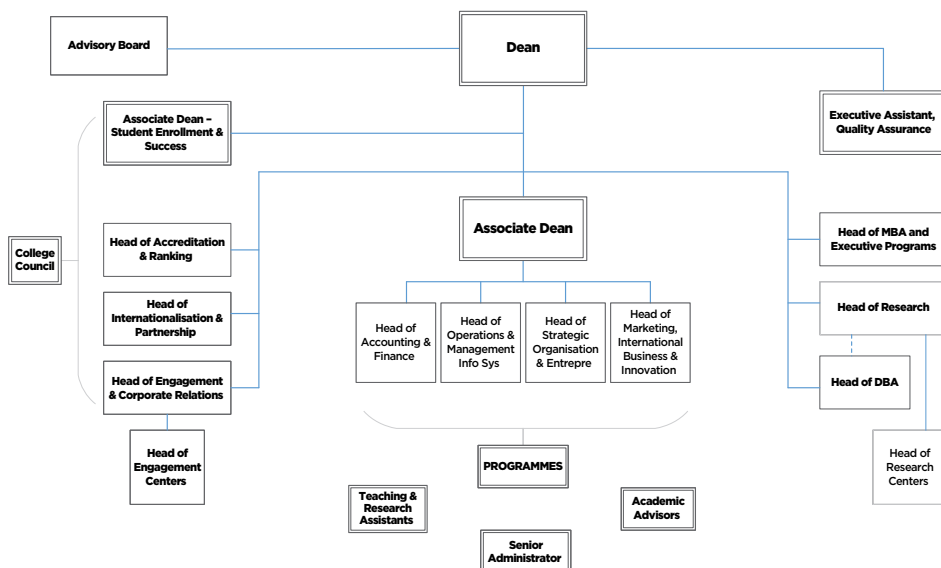 Advisory Board
Dean
Associate Dean –
Student Enrollment &
Success
Executive Assistant,
Quality Assurance
College
Council
Head of Accreditation
& Ranking
Associate Dean
Head of MBA and
Executive Programs
Head of
Internationalisation &
Partnership
Head of
Accounting &
Finance
Head of
Operations &
Management
Info Sys
Head of
Strategic
Organisation
& Entrepre
Head of
Marketing,
International
Business &
Innovation
Head of Research
Head of Engagement
& Corporate Relations
Head of DBA
Head of
Engagement
Centers
PROGRAMMES
Head of
Research
Centers
Teaching &
Research
Assistants
Academic
Advisors
Senior
Administrator